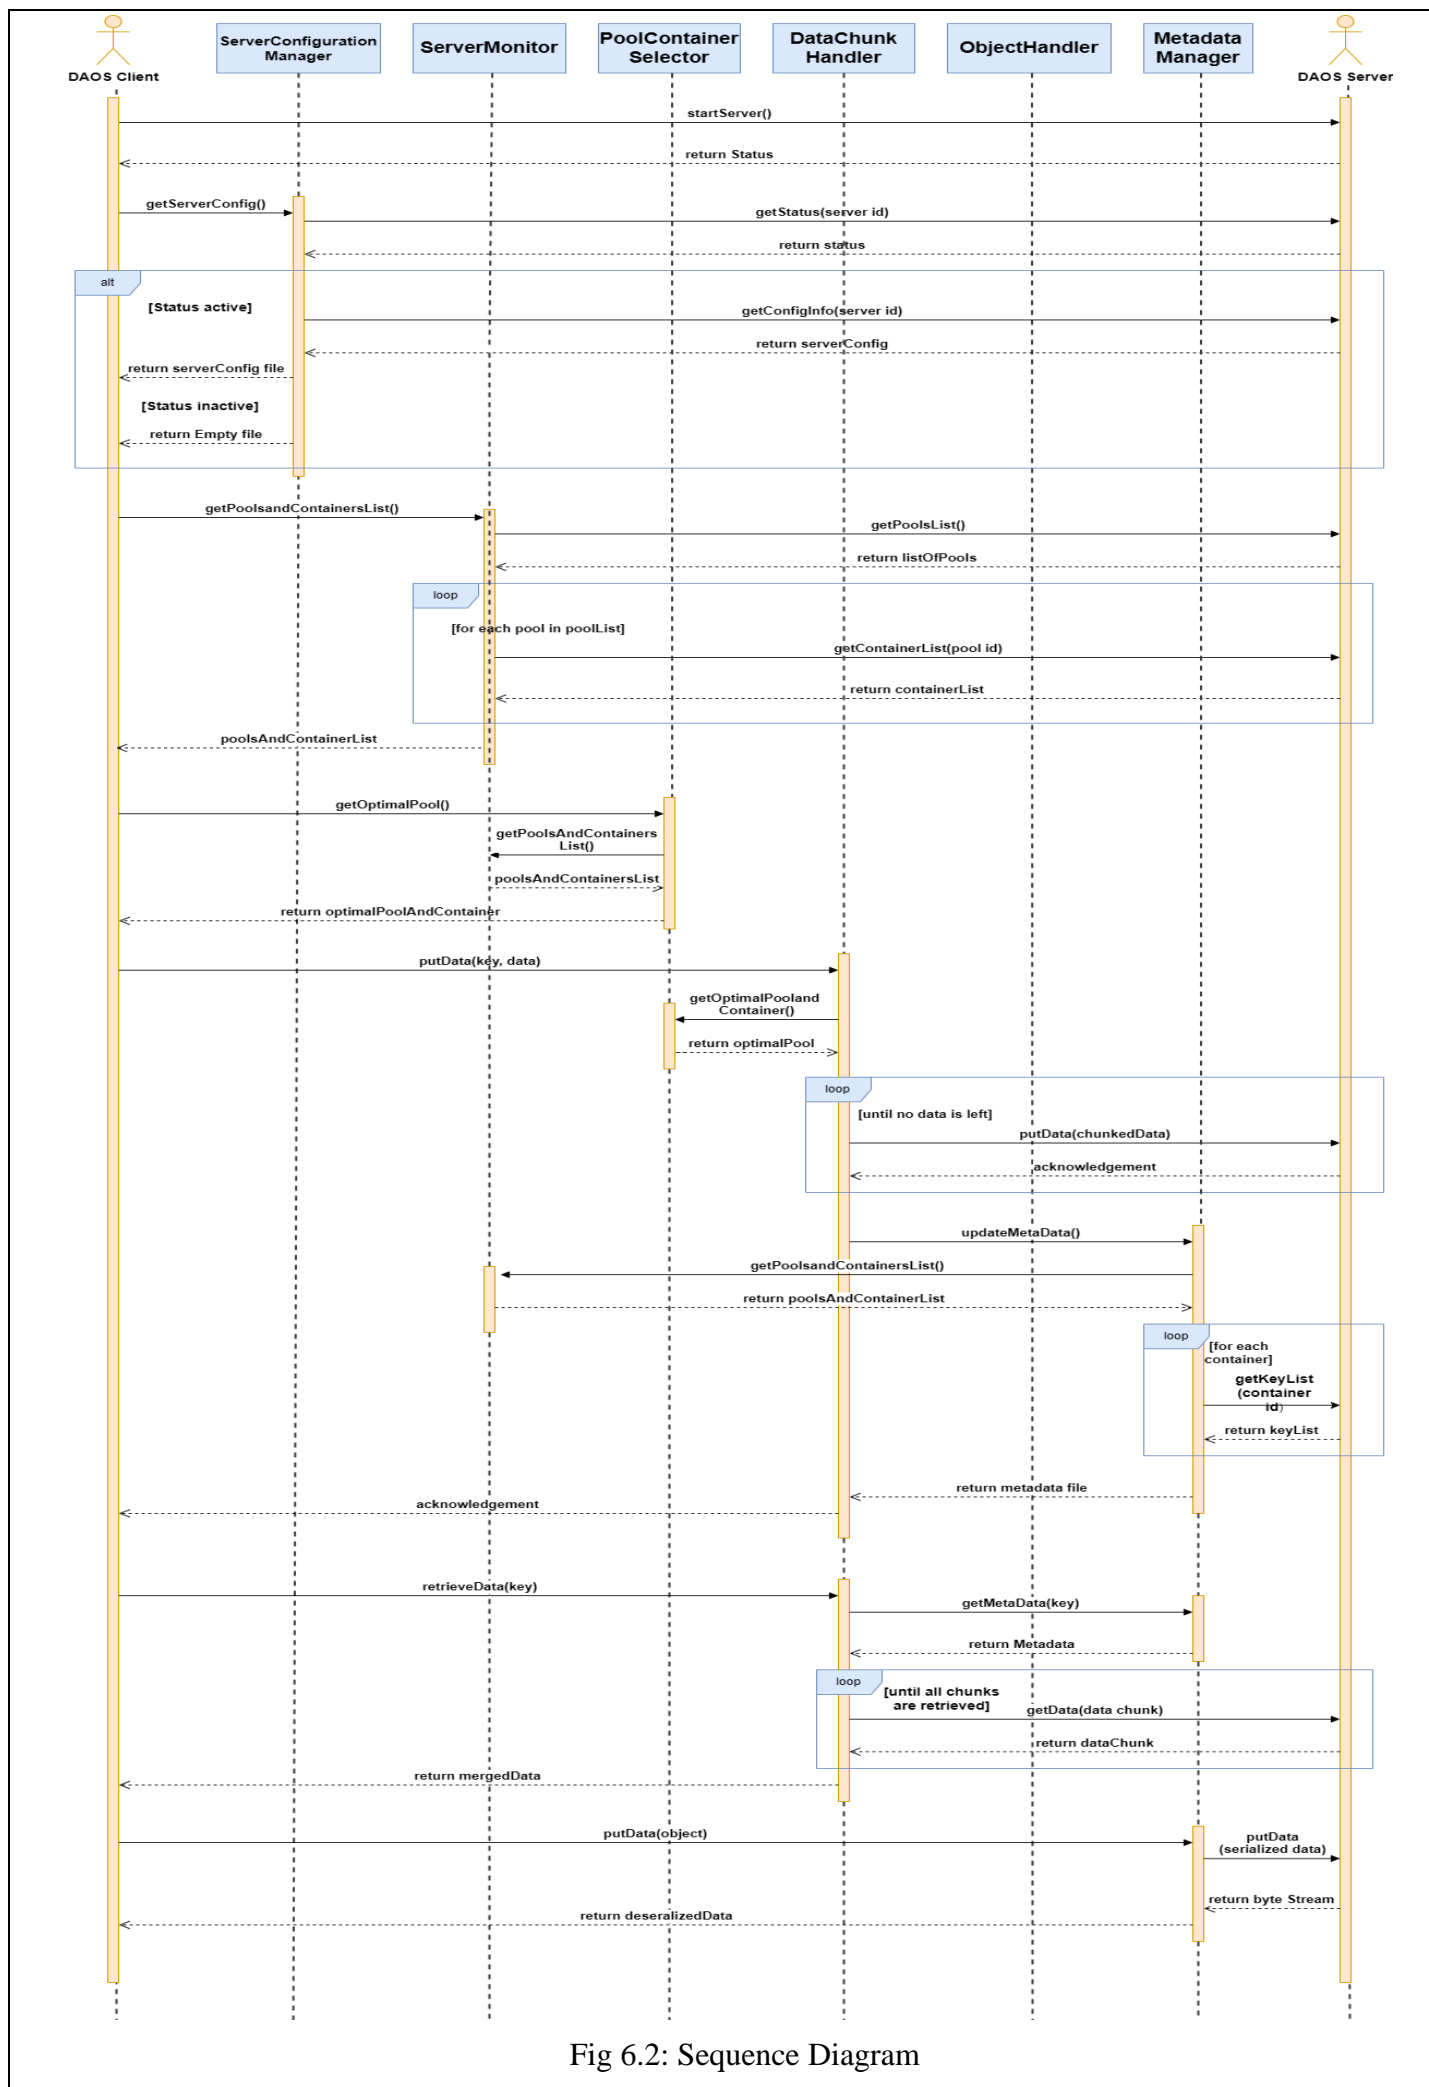 DAOS Client
ServerConfiguration
Manager
ServerMonitor
PoolContainer
Selector
DataChunk
Handler
ObjectHandler
Metadata
Manager
DAOS Server
startServer()
return Status
getServerConfig()
getStatus(server id)
return status
alt
[Status active]
getConfigInfo(server id)
return serverConfig
return serverConfig file
[Status inactive]
return Empty file
getPoolsandContainersList()
getPoolsList()
return listOfPools
loop
[for each pool in poolList]
getContainerList(pool id)
return containerList
poolsAndContainerList
getOptimalPool()
getPoolsAndContainers
List()
poolsAndContainersList
return optimalPoolAndContainer
putData(key, data)
getOptimalPooland
Container()
return optimalPool
loop
[until no data is left]
putData(chunkedData)
acknowledgement
updateMetaData()
getPoolsandContainersList()
return poolsAndContainerList
loop
[for each
container]
getKeyList
(container
id)
return keyList
return metadata file
acknowledgement
retrieveData(key)
getMetaData(key)
return Metadata
loop
[until all chunks
are retrieved]
getData(data chunk)
return dataChunk
return mergedData
putData(object)
putData
(serialized data)
return byte Stream
return deseralizedData
Fig 6.2: Sequence Diagram